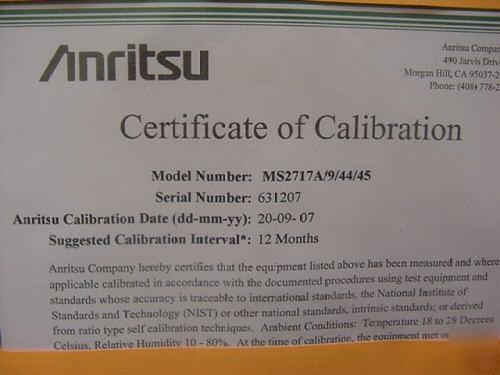 Anritsu
Anritsu Compan
490 Jarvis Drive
Morgan Hill, CA 95037-2
Phone: (408) 778-2
Certificate of Calibration
Model Number: MS2717A/9/44/45
Serial Number: 631207
Anritsu Calibration Date (dd-mm-yy): 20-09- 07
Suggested Calibration Interval*: 12 Months
Anritsu Company hereby certifies that the equipment listed above has been measured and where
applicable calibrated in accordance with the documented procedures using test equipment and
standards whose accuracy is traceable to international standards, the National Institute of
Standards and Technology (NIST) or other national standards, intrinsic standards; or derived
from ratio type self calibration techniques. Ambient Conditions: Temperature 18 to 28 Degrees
Celsius, Relative Humidity 10 - 80%. At the time of calibration, the equipment met or